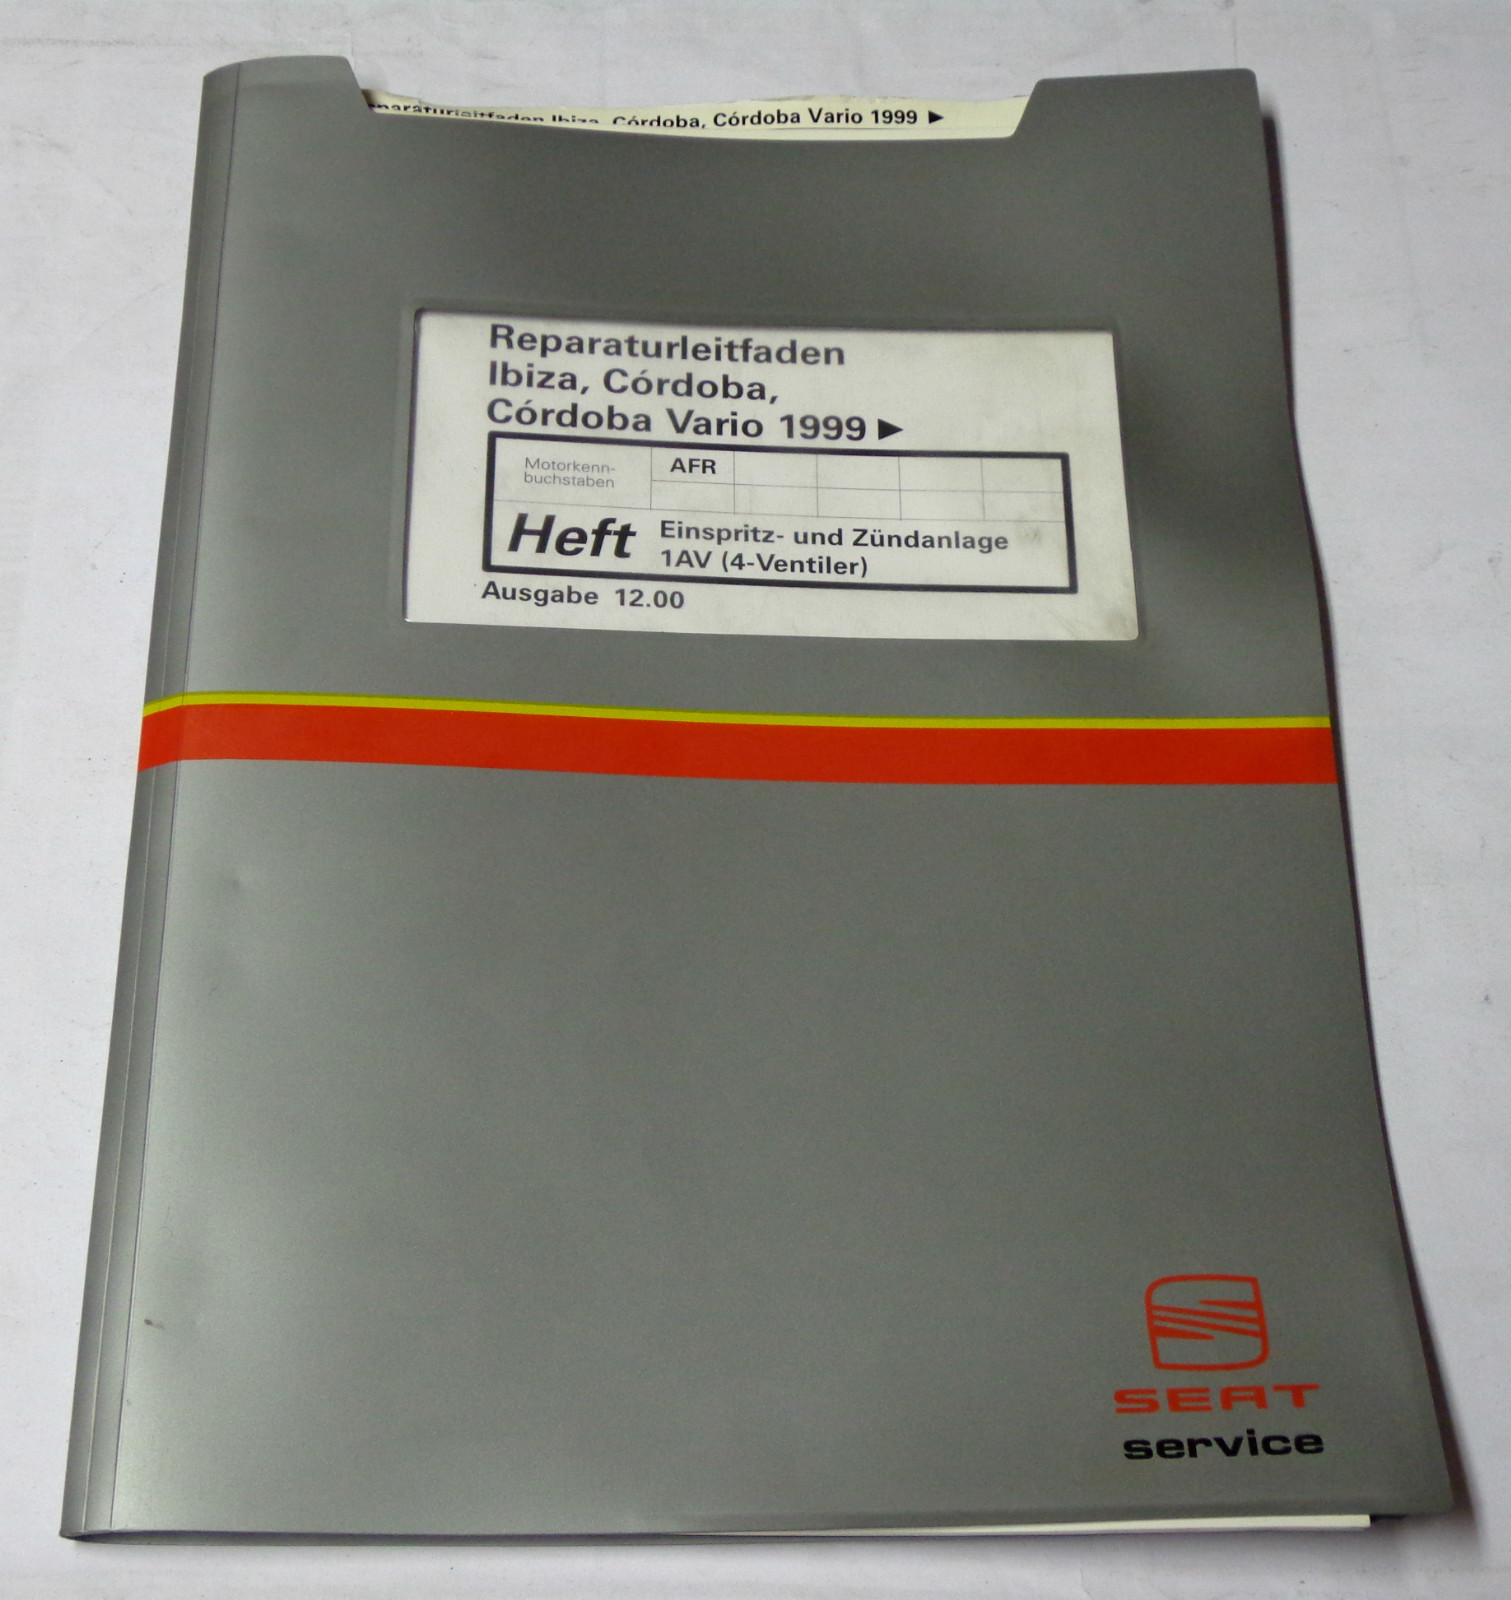 Reparaturleitfaden Ibiza, Córdoba, Córdoba Vario 1999 ▶
Reparaturleitfaden
Ibiza, Córdoba,
Córdoba Vario 1999 ▶
Motorkenn-
buchstaben
AFR
Heft
Einspritz- und Zündanlage
1AV (4-Ventiler)
Ausgabe 12.00
SEAT
service